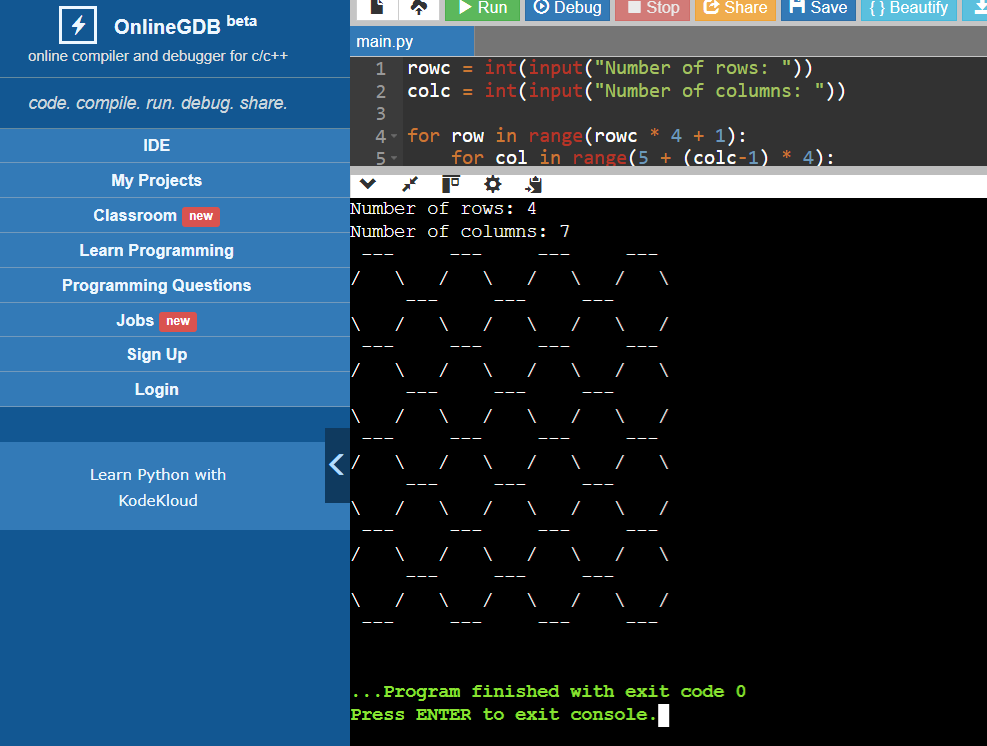 OnlineGDB beta
online compiler and debugger for c/c++
code. compile. run. debug. share.
IDE
My Projects
Classroom new
Learn Programming
Programming Questions
Jobs new
Sign Up
Login
Learn Python with
KodeKloud
Run Debug Stop Share Save { } Beautify
main.py
1 rowc = int(input("Number of rows: "))
2 colc = int(input("Number of columns: "))
3
4 for row in range(rowc * 4 + 1):
5     for col in range(5 + (colc-1) * 4):
Number of rows: 4
Number of columns: 7
 ---     ---     ---     ---
/   \   /   \   /   \   /   \
     ---     ---     ---
\   /   \   /   \   /   \   /
 ---     ---     ---     ---
/   \   /   \   /   \   /   \
     ---     ---     ---
\   /   \   /   \   /   \   /
 ---     ---     ---     ---
/   \   /   \   /   \   /   \
     ---     ---     ---
\   /   \   /   \   /   \   /
 ---     ---     ---     ---
/   \   /   \   /   \   /   \
     ---     ---     ---
\   /   \   /   \   /   \   /
 ---     ---     ---     ---
...Program finished with exit code 0
Press ENTER to exit console.